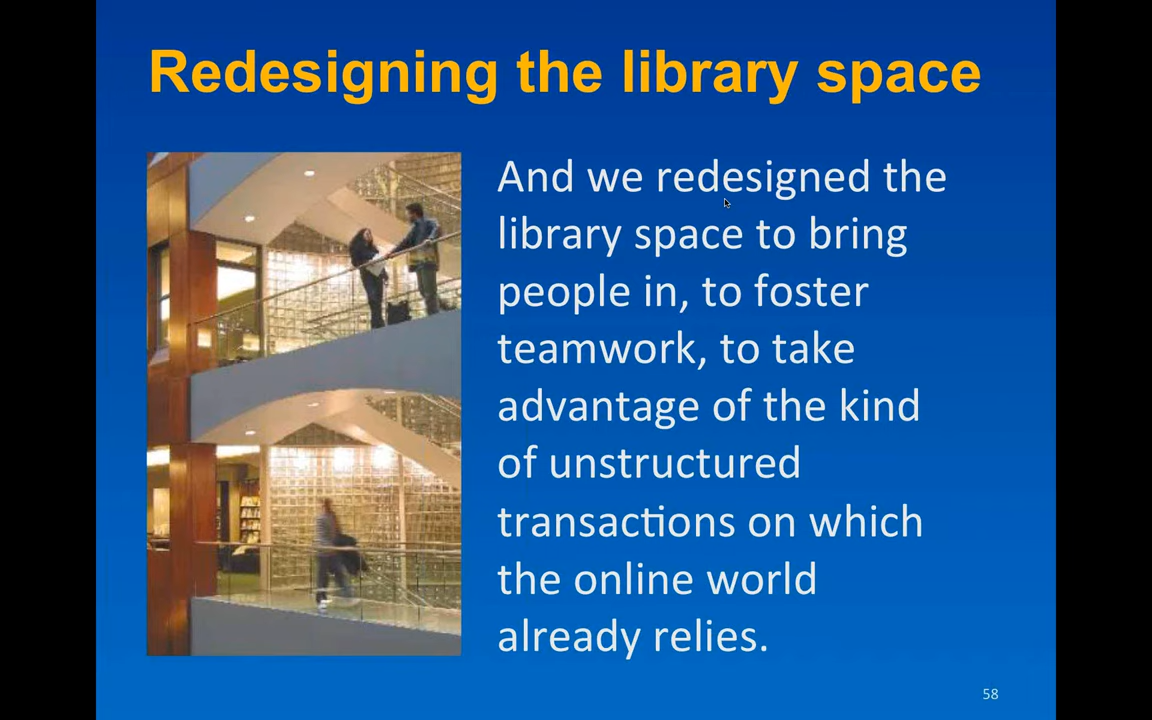 Redesigning the library space
And we redesigned the
library space to bring
people in, to foster
teamwork, to take
advantage of the kind
of unstructured
transactions on which
the online world
already relies.
58